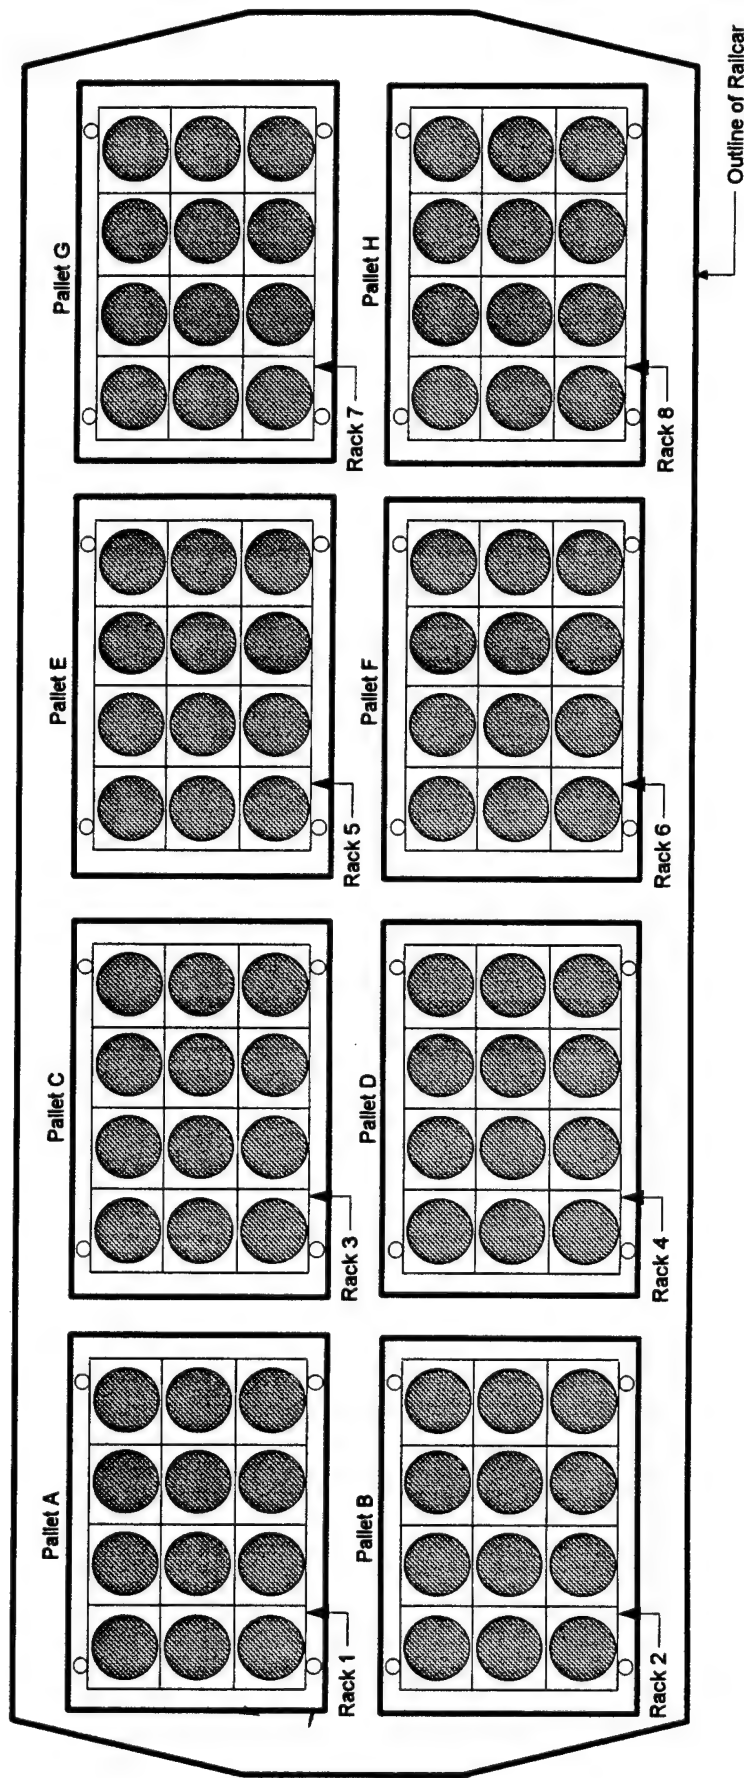 Pallet A
Pallet C
Pallet E
Pallet G
Rack 1
Rack 3
Rack 5
Rack 7
Pallet B
Pallet D
Pallet F
Pallet H
Rack 2
Rack 4
Rack 6
Rack 8
Outline of Railcar